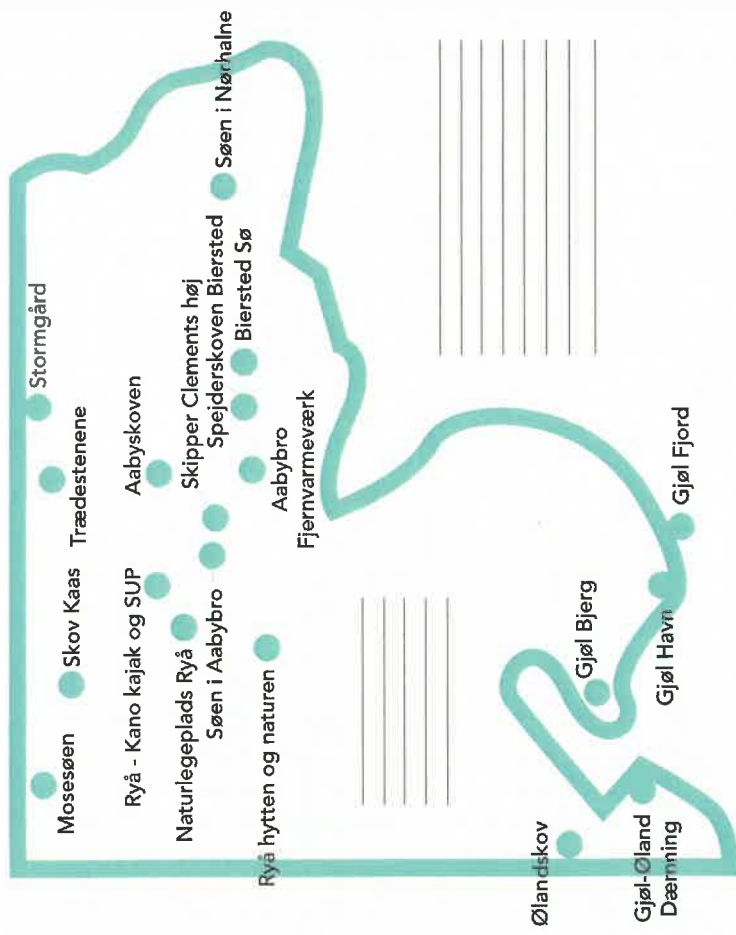 Stormgård
Mosesøen
Skov Kaas
Trædestenene
Ryå - Kano kajak og SUP
Aabyskoven
Naturlegeplads Ryå
Skipper Clements høj
Søen i Aabybro
Spejderskoven Biersted
Søen i Nørhalne
Biersted Sø
Ryå hytten og naturen
Aabybro
Fjernvarmeværk
Ølandskov
Gjøl Bjerg
Gjøl-Øland
Dærnning
Gjøl Havn
Gjøl Fjord